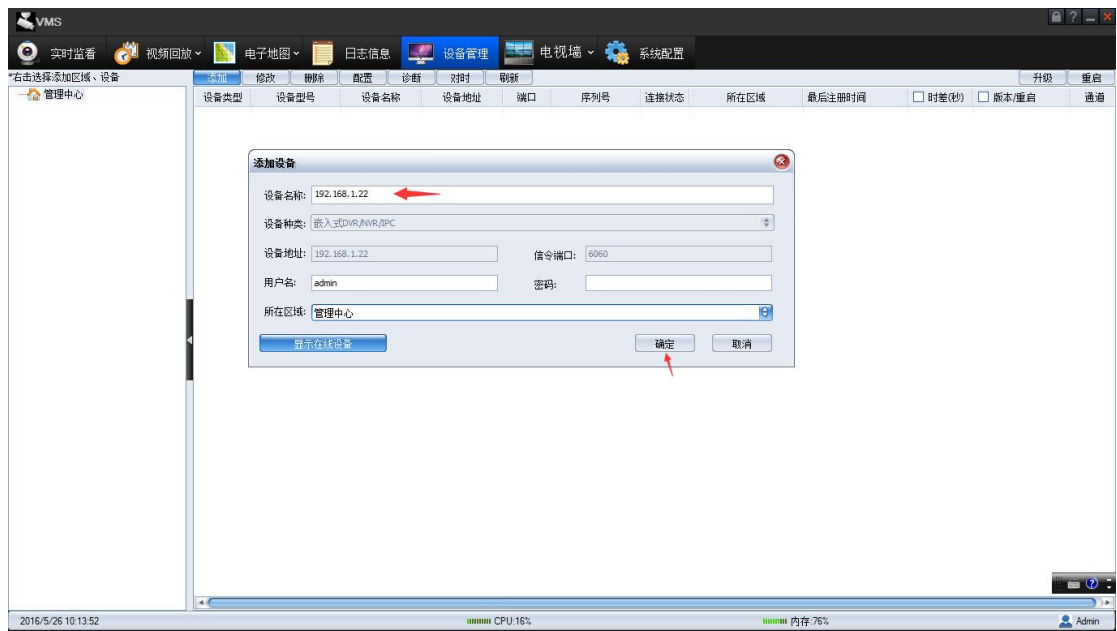 VMS
实时监看 视频回放 电子地图 日志信息 设备管理 电视墙 系统配置
*右击选择添加区域、设备 添加 修改 删除 配置 诊断 对时 刷新 升级 重启
管理中心 设备类型 设备型号 设备名称 设备地址 端口 序列号 连接状态 所在区域 最后注册时间 时差(秒) 版本/重启 通道
添加设备
设备名称: 192.168.1.22
设备种类: 嵌入式DVR/NVR/IPC
设备地址: 192.168.1.22 信令端口: 6060
用户名: admin 密码:
所在区域: 管理中心
显示在线设备 确定 取消
2016/5/26 10:13:52 CPU:16% 内存:76% Admin